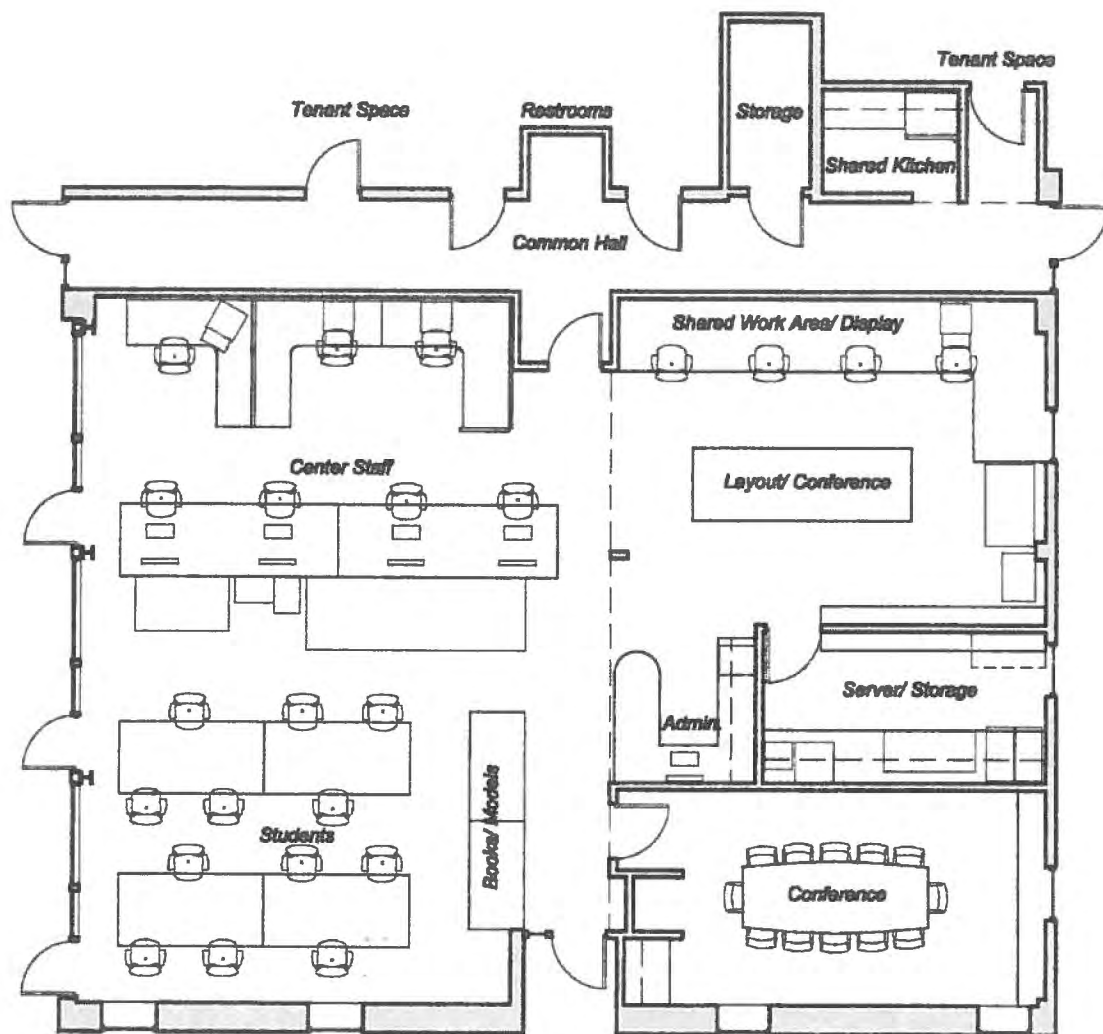 Tenant Space
Tenant Space
Restrooms
Storage
Shared Kitchen
Common Hall
Shared Work Area/ Display
Center Staff
Layout/ Conference
Server/ Storage
Admin.
Books/ Models
Students
Conference